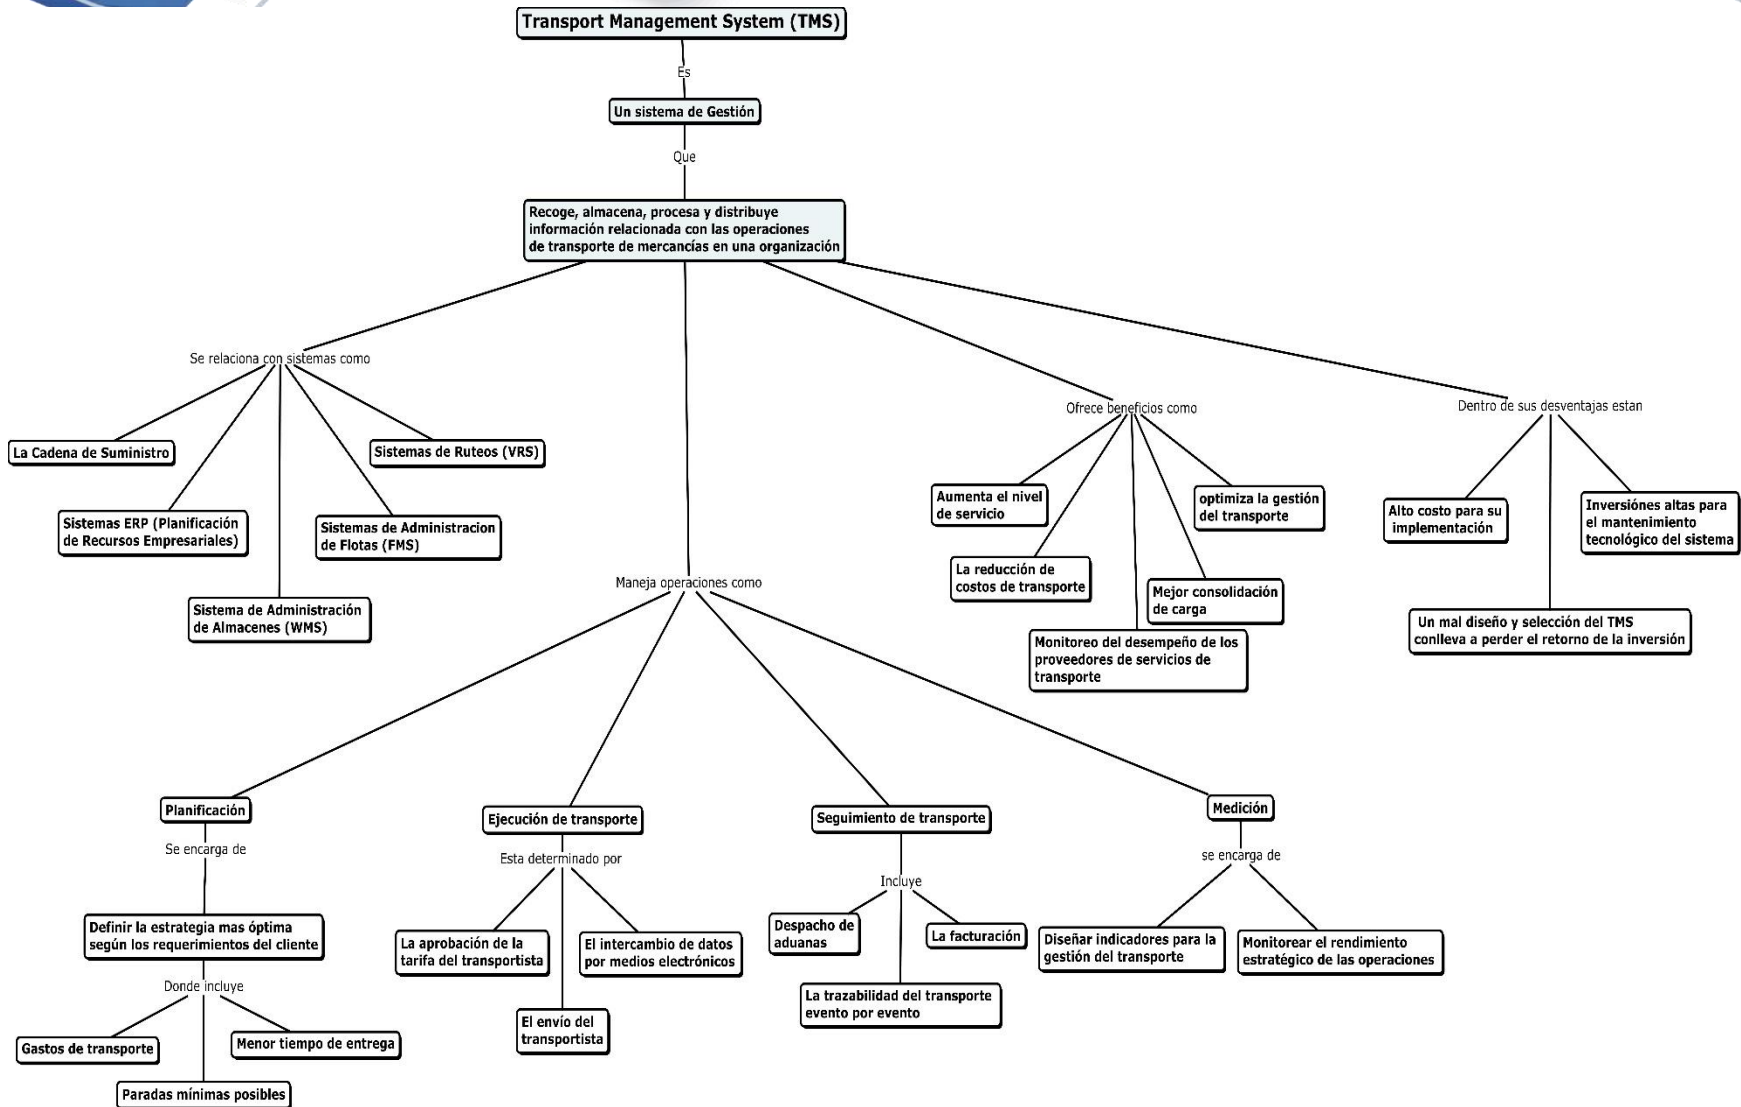 Transport Management System (TMS)
Es
Un sistema de Gestión
Que
Recoge, almacena, procesa y distribuye
información relacionada con las operaciones
de transporte de mercancías en una organización
Se relaciona con sistemas como
La Cadena de Suministro
Sistemas ERP (Planificación
de Recursos Empresariales)
Sistema de Administración
de Almacenes (WMS)
Sistemas de Administracion
de Flotas (FMS)
Sistemas de Ruteos (VRS)
Maneja operaciones como
Ofrece beneficios como
Aumenta el nivel
de servicio
La reducción de
costos de transporte
Monitoreo del desempeño de los
proveedores de servicios de
transporte
Mejor consolidación
de carga
optimiza la gestión
del transporte
Dentro de sus desventajas estan
Alto costo para su
implementación
Un mal diseño y selección del TMS
conlleva a perder el retorno de la inversión
Inversiónes altas para
el mantenimiento
tecnológico del sistema
Planificación
Se encarga de
Definir la estrategia mas óptima
según los requerimientos del cliente
Donde incluye
Gastos de transporte
Paradas mínimas posibles
Menor tiempo de entrega
Ejecución de transporte
Esta determinado por
La aprobación de la
tarifa del transportista
El envío del
transportista
El intercambio de datos
por medios electrónicos
Seguimiento de transporte
Incluye
Despacho de
aduanas
La trazabilidad del transporte
evento por evento
La facturación
Medición
se encarga de
Diseñar indicadores para la
gestión del transporte
Monitorear el rendimiento
estratégico de las operaciones